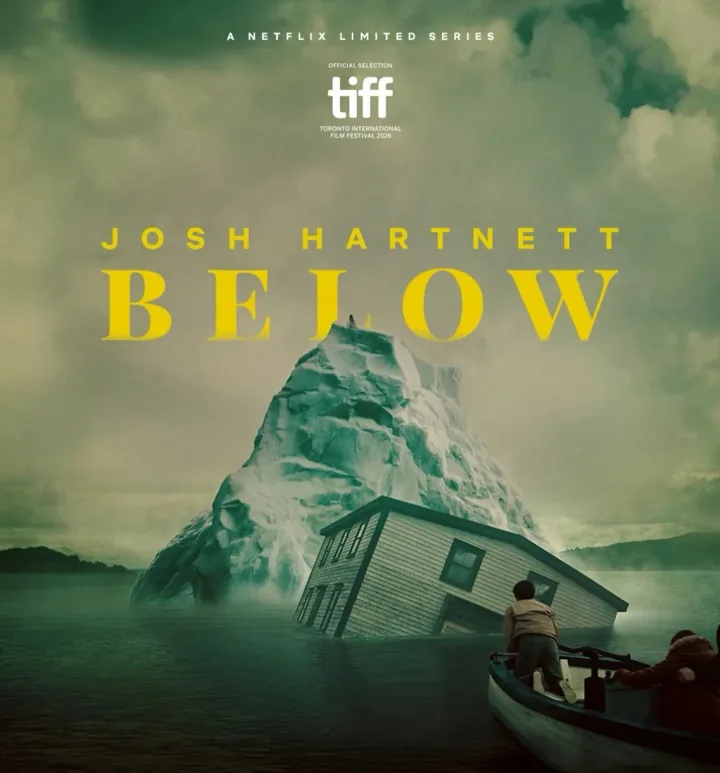 A NETFLIX LIMITED SERIES
OFFICIAL SELECTION
tiff
TORONTO INTERNATIONAL
FILM FESTIVAL 2026
JOSH HARTNETT
BELOW